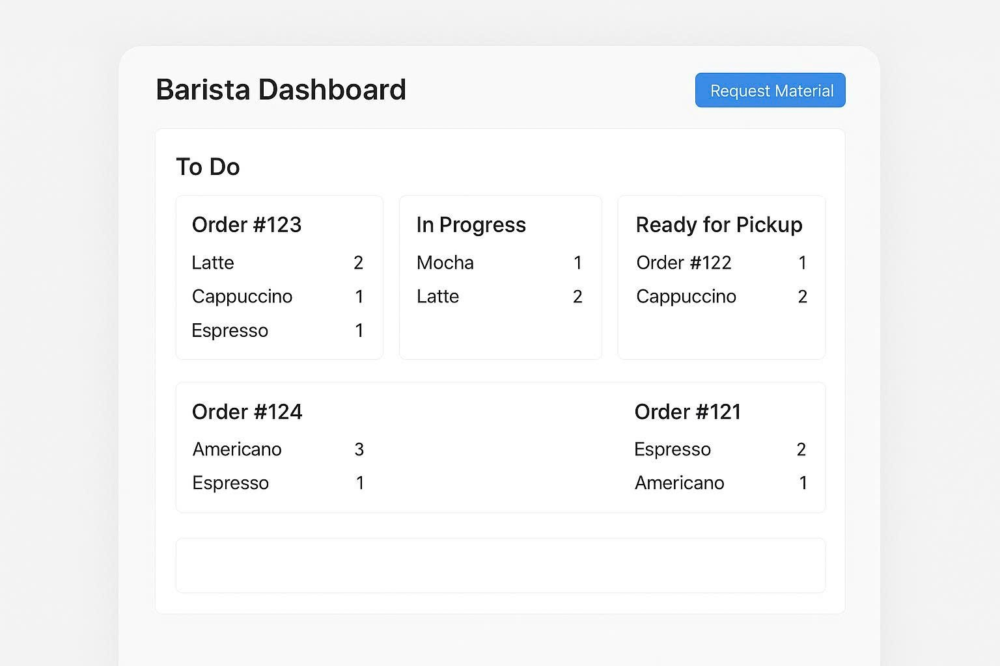 Barista Dashboard
Request Material
To Do
Order #123
Latte 2
Cappuccino 1
Espresso 1
In Progress
Mocha 1
Latte 2
Ready for Pickup
Order #122 1
Cappuccino 2
Order #124
Americano 3
Espresso 1
Order #121
Espresso 2
Americano 1